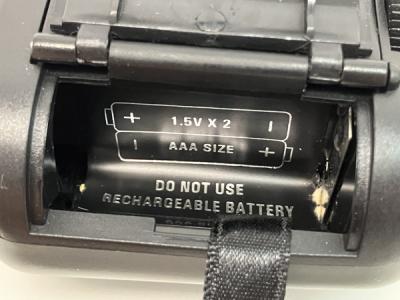 + 1.5V X 2 −
− AAA SIZE +
DO NOT USE
RECHARGEABLE BATTERY